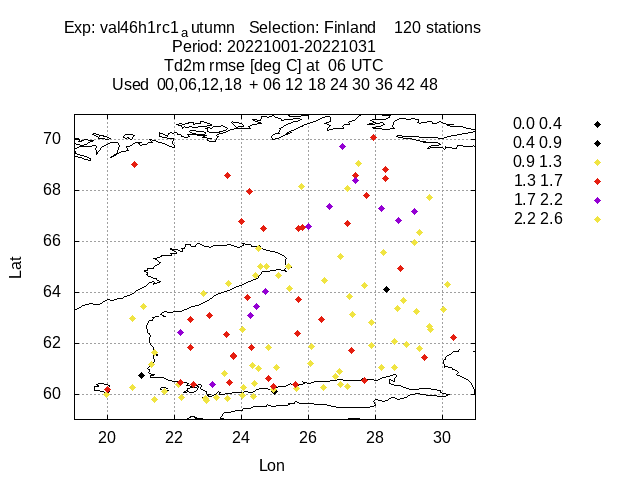 Exp: val46h1rc1a utumn Selection: Finland 120 stations
Period: 20221001-20221031
Td2m rmse [deg C] at 06 UTC
Used 00,06,12,18 + 06 12 18 24 30 36 42 48
0.0 0.4
0.4 0.9
0.9 1.3
1.3 1.7
1.7 2.2
2.2 2.6
70
68
66
64
62
60
Lat
20 22 24 26 28 30
Lon